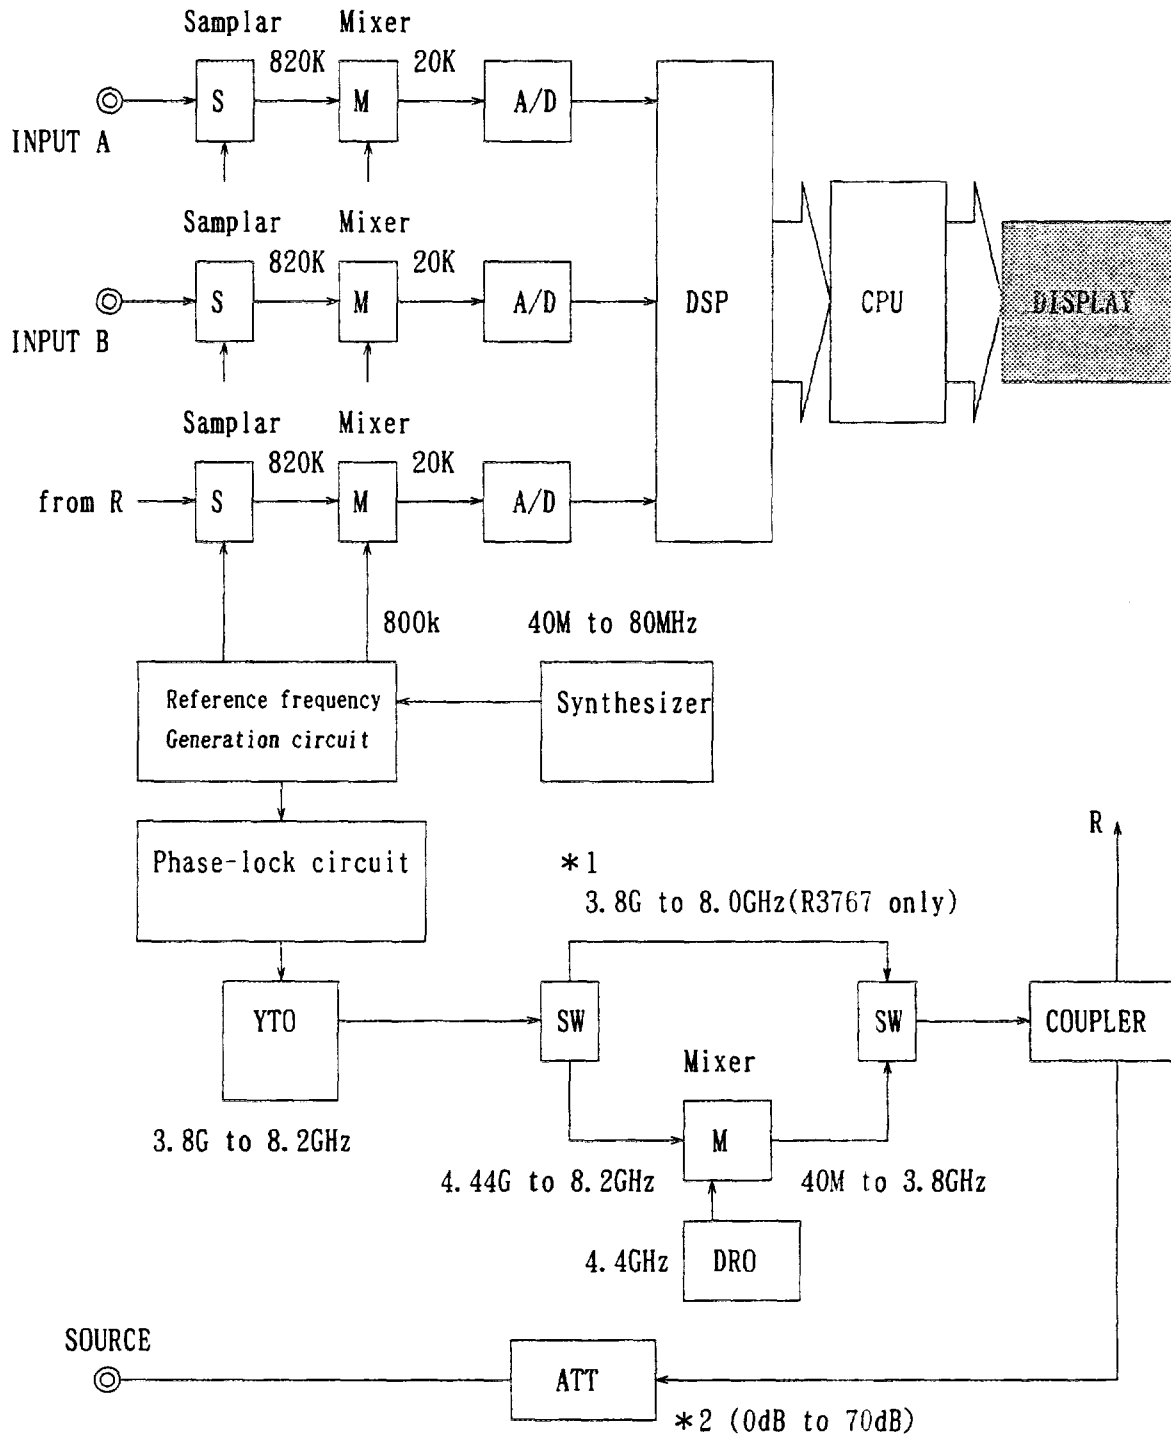 Samplar Mixer
820K 20K
S M A/D
INPUT A
Samplar Mixer
820K 20K
S M A/D DSP CPU DISPLAY
INPUT B
Samplar Mixer
820K 20K
from R S M A/D
800k 40M to 80MHz
Reference frequency
Generation circuit
Synthesizer
R
Phase-lock circuit
*1
3.8G to 8.0GHz(R3767 only)
YTO SW SW COUPLER
Mixer
3.8G to 8.2GHz M
4.44G to 8.2GHz 40M to 3.8GHz
4.4GHz DRO
SOURCE
ATT
*2 (0dB to 70dB)